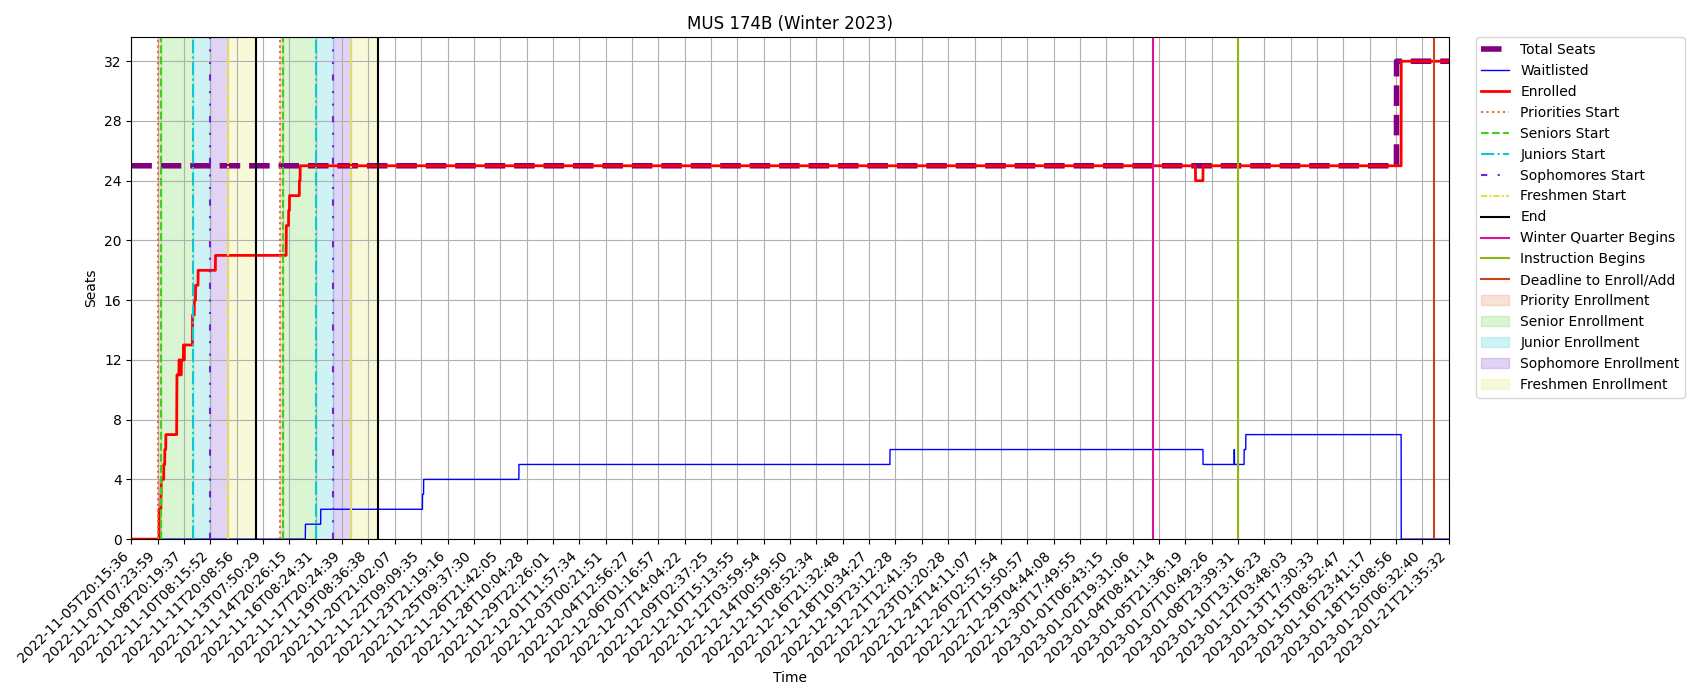 MUS 174B (Winter 2023)
Seats
32
28
24
20
16
12
8
4
0
2022-11-05T20:15:36
2022-11-07T07:23:59
2022-11-08T20:19:37
2022-11-10T08:15:52
2022-11-11T20:08:56
2022-11-13T07:50:29
2022-11-14T20:26:15
2022-11-16T08:24:31
2022-11-17T20:24:39
2022-11-19T08:36:38
2022-11-20T21:02:07
2022-11-22T09:09:35
2022-11-23T21:19:16
2022-11-25T09:37:30
2022-11-26T21:42:05
2022-11-28T10:04:28
2022-11-29T22:26:01
2022-12-01T11:57:34
2022-12-03T00:21:51
2022-12-04T12:56:27
2022-12-06T01:16:57
2022-12-07T14:04:22
2022-12-09T02:37:25
2022-12-10T15:13:55
2022-12-12T03:59:54
2022-12-14T00:59:50
2022-12-15T08:52:34
2022-12-16T21:32:48
2022-12-18T10:34:27
2022-12-19T23:12:28
2022-12-21T12:41:35
2022-12-23T01:20:28
2022-12-24T14:11:07
2022-12-26T02:57:54
2022-12-27T15:50:57
2022-12-29T04:44:08
2022-12-30T17:49:55
2023-01-01T06:43:15
2023-01-02T19:31:06
2023-01-04T08:41:14
2023-01-05T21:36:19
2023-01-07T10:49:26
2023-01-08T23:39:31
2023-01-10T13:16:23
2023-01-12T03:48:03
2023-01-13T17:30:33
2023-01-15T08:52:47
2023-01-16T23:41:17
2023-01-18T15:08:56
2023-01-20T06:32:40
2023-01-21T21:35:32
Time
Total Seats
Waitlisted
Enrolled
Priorities Start
Seniors Start
Juniors Start
Sophomores Start
Freshmen Start
End
Winter Quarter Begins
Instruction Begins
Deadline to Enroll/Add
Priority Enrollment
Senior Enrollment
Junior Enrollment
Sophomore Enrollment
Freshmen Enrollment